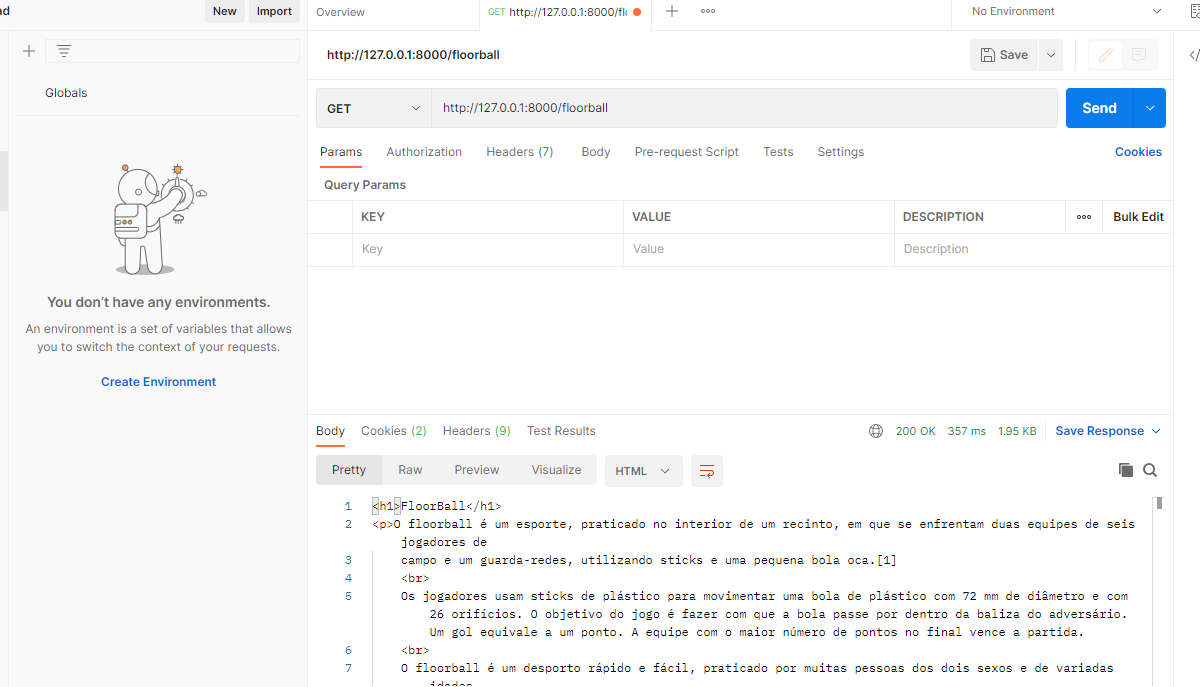 New Import Overview GET http://127.0.0.1:8000/fl No Environment
http://127.0.0.1:8000/floorball Save
Globals
GET http://127.0.0.1:8000/floorball Send
Params Authorization Headers (7) Body Pre-request Script Tests Settings Cookies
Query Params
KEY VALUE DESCRIPTION Bulk Edit
Key Value Description
You don't have any environments.
An environment is a set of variables that allows
you to switch the context of your requests.
Create Environment
Body Cookies (2) Headers (9) Test Results 200 OK 357 ms 1.95 KB Save Response
Pretty Raw Preview Visualize HTML
1 <h1>FloorBall</h1>
2 <p>O floorball é um esporte, praticado no interior de um recinto, em que se enfrentam duas equipes de seis
jogadores de
3 campo e um guarda-redes, utilizando sticks e uma pequena bola oca.[1]
4 <br>
5 Os jogadores usam sticks de plástico para movimentar uma bola de plástico com 72 mm de diâmetro e com
26 orifícios. O objetivo do jogo é fazer com que a bola passe por dentro da baliza do adversário.
Um gol equivale a um ponto. A equipe com o maior número de pontos no final vence a partida.
6 <br>
7 O floorball é um desporto rápido e fácil, praticado por muitas pessoas dos dois sexos e de variadas